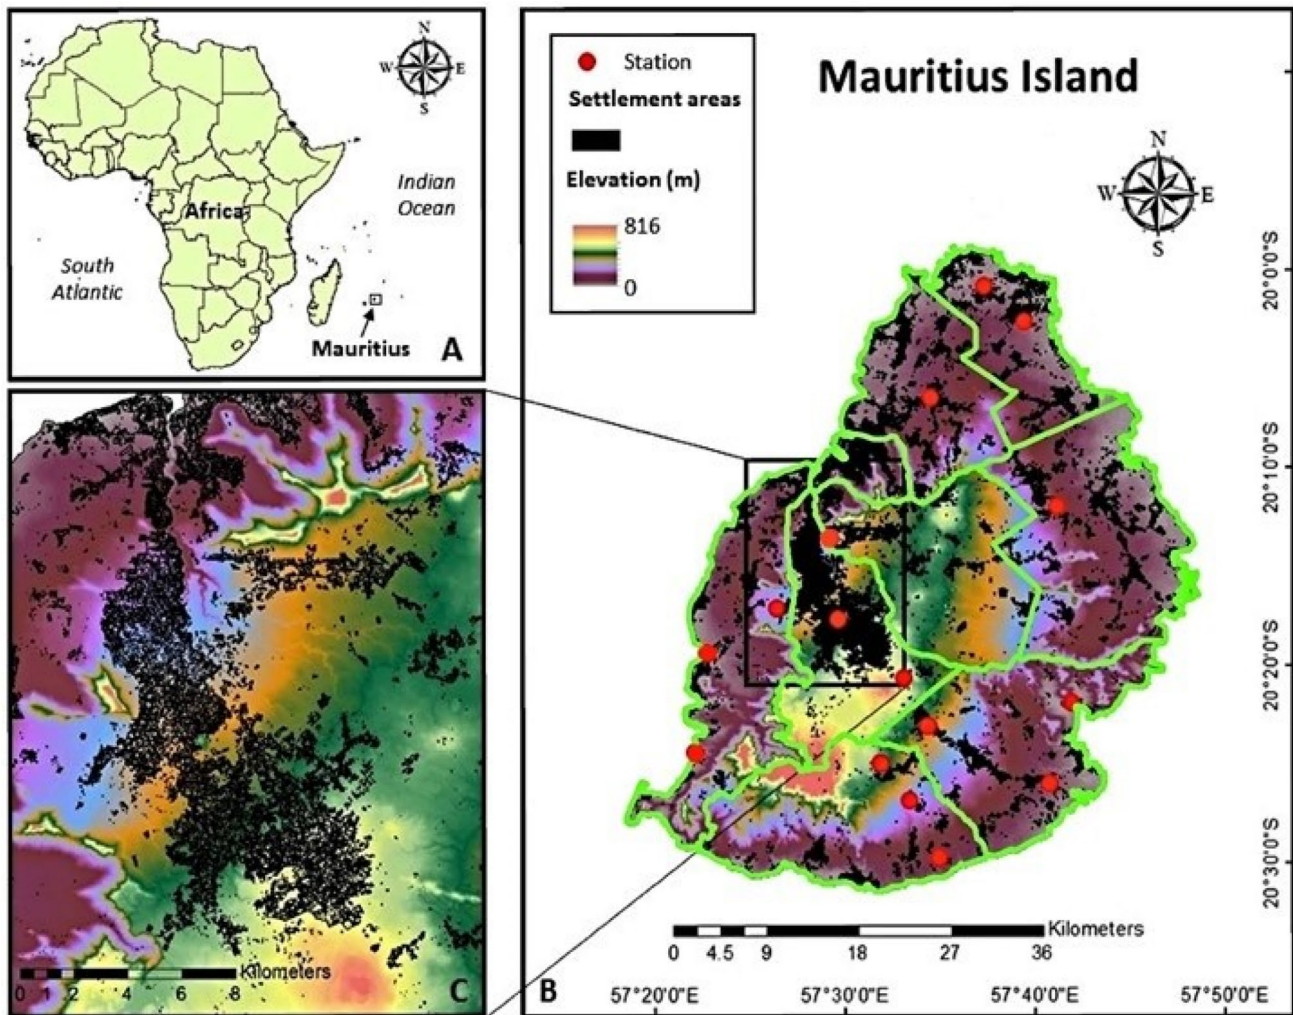 N
W
E
S
Indian
Ocean
Africa
South
Atlantic
Mauritius
A
Station
Settlement areas
Elevation (m)
816
0
Mauritius Island
N
W
E
S
20°0'0"S
20°10'0"S
20°20'0"S
20°30'0"S
Kilometers
0 4.5 9 18 27 36
B
57°20'0"E 57°30'0"E 57°40'0"E 57°50'0"E
Kilometers
0 1 2 4 6 8
C